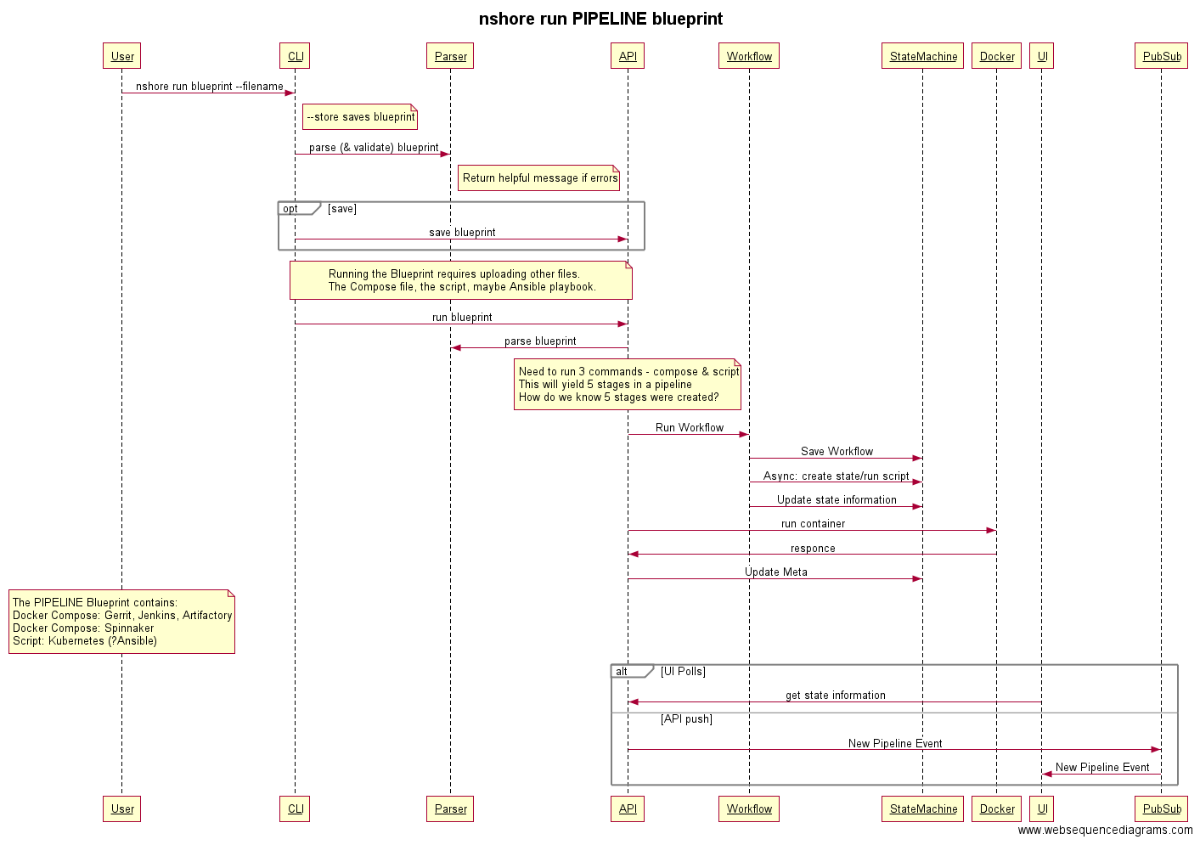 nshore run PIPELINE blueprint
User CLI Parser API Workflow StateMachine Docker UI PubSub
nshore run blueprint --filename
--store saves blueprint
parse (& validate) blueprint
Return helpful message if errors
opt [save]
save blueprint
Running the Blueprint requires uploading other files.
The Compose file, the script, maybe Ansible playbook.
run blueprint
parse blueprint
Need to run 3 commands - compose & script
This will yield 5 stages in a pipeline
How do we know 5 stages were created?
Run Workflow
Save Workflow
Async: create state/run script
Update state information
run container
responce
Update Meta
The PIPELINE Blueprint contains:
Docker Compose: Gerrit, Jenkins, Artifactory
Docker Compose: Spinnaker
Script: Kubernetes (?Ansible)
alt [UI Polls]
get state information
[API push]
New Pipeline Event
New Pipeline Event
User CLI Parser API Workflow StateMachine Docker UI PubSub
www.websequencediagrams.com